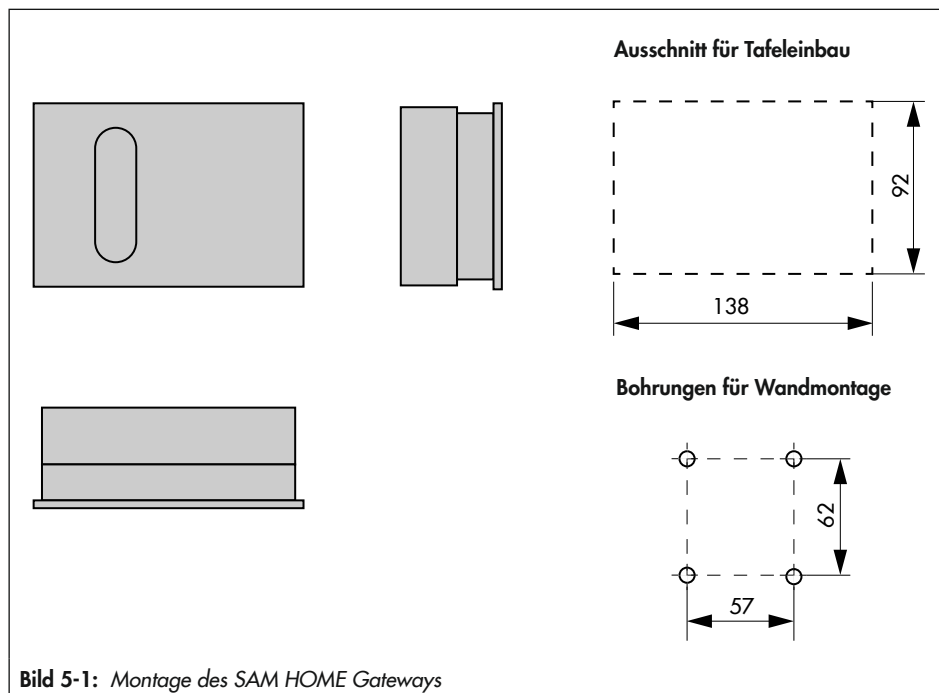 Ausschnitt für Tafeleinbau
92
138
Bohrungen für Wandmontage
62
57
Bild 5-1: Montage des SAM HOME Gateways